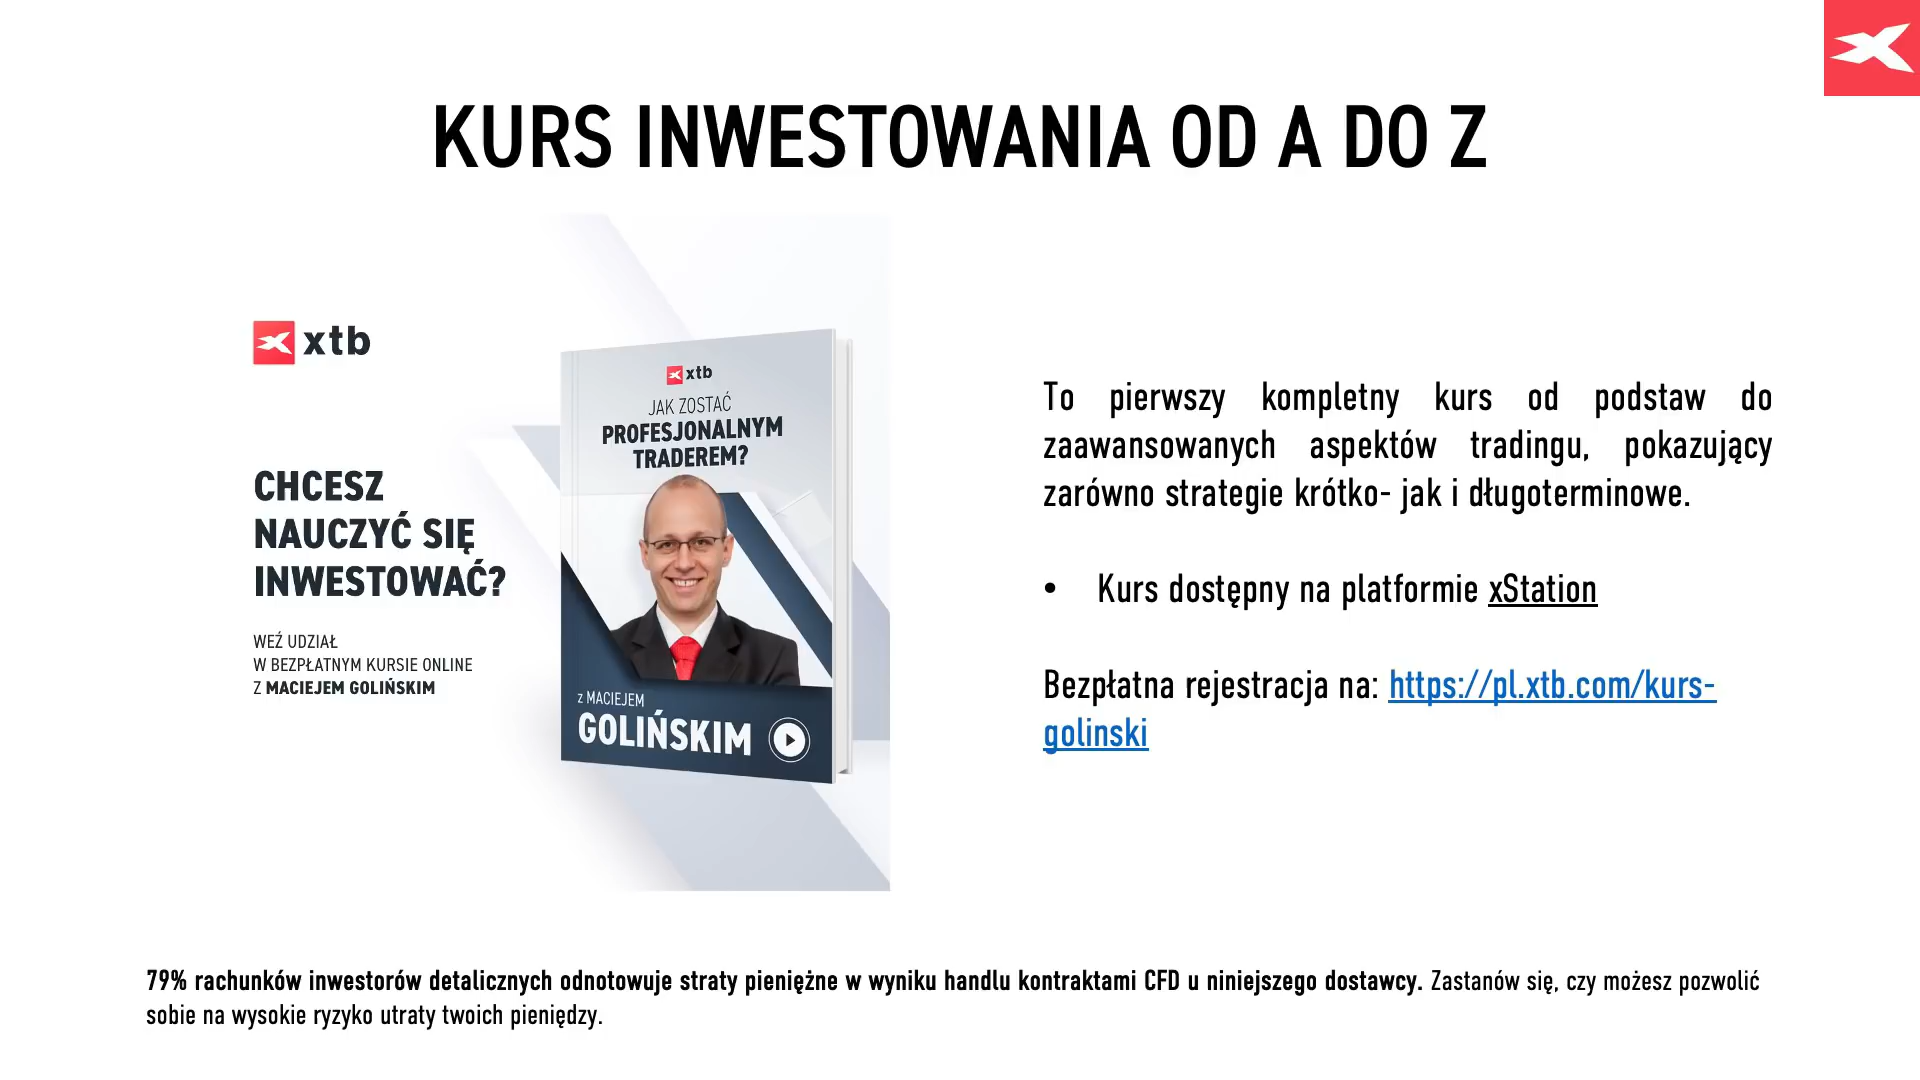 KURS INWESTOWANIA OD A DO Z
xtb
CHCESZ
NAUCZYĆ SIĘ
INWESTOWAĆ?
WEŹ UDZIAŁ
W BEZPŁATNYM KURSIE ONLINE
Z MACIEJEM GOLIŃSKIM
xtb
JAK ZOSTAĆ
PROFESJONALNYM
TRADEREM?
z MACIEJEM
GOLIŃSKIM
To pierwszy kompletny kurs od podstaw do
zaawansowanych aspektów tradingu, pokazujący
zarówno strategie krótko- jak i długoterminowe.
• Kurs dostępny na platformie xStation
Bezpłatna rejestracja na: https://pl.xtb.com/kurs-
golinski
79% rachunków inwestorów detalicznych odnotowuje straty pieniężne w wyniku handlu kontraktami CFD u niniejszego dostawcy. Zastanów się, czy możesz pozwolić
sobie na wysokie ryzyko utraty twoich pieniędzy.